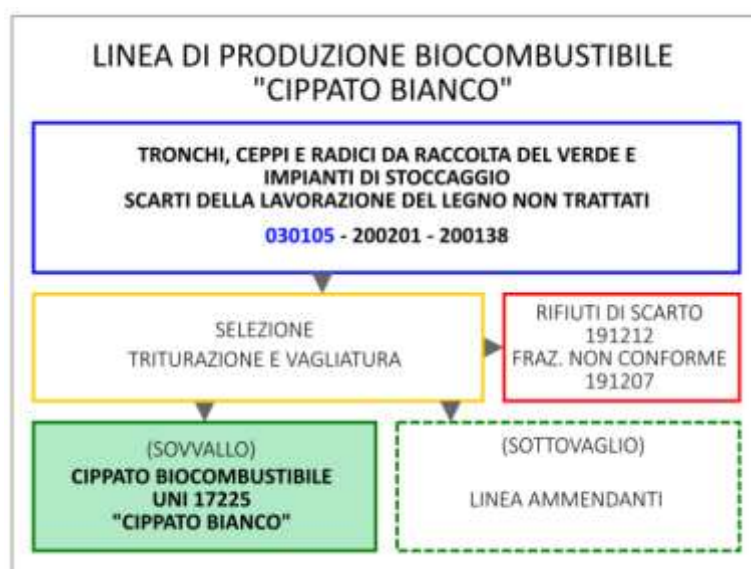 LINEA DI PRODUZIONE BIOCOMBUSTIBILE
"CIPPATO BIANCO"
TRONCHI, CEPPI E RADICI DA RACCOLTA DEL VERDE E
IMPIANTI DI STOCCAGGIO
SCARTI DELLA LAVORAZIONE DEL LEGNO NON TRATTATI
030105 - 200201 - 200138
SELEZIONE
TRITURAZIONE E VAGLIATURA
RIFIUTI DI SCARTO
191212
FRAZ. NON CONFORME
191207
(SOVVALLO)
CIPPATO BIOCOMBUSTIBILE
UNI 17225
"CIPPATO BIANCO"
(SOTTOVAGLIO)
LINEA AMMENDANTI